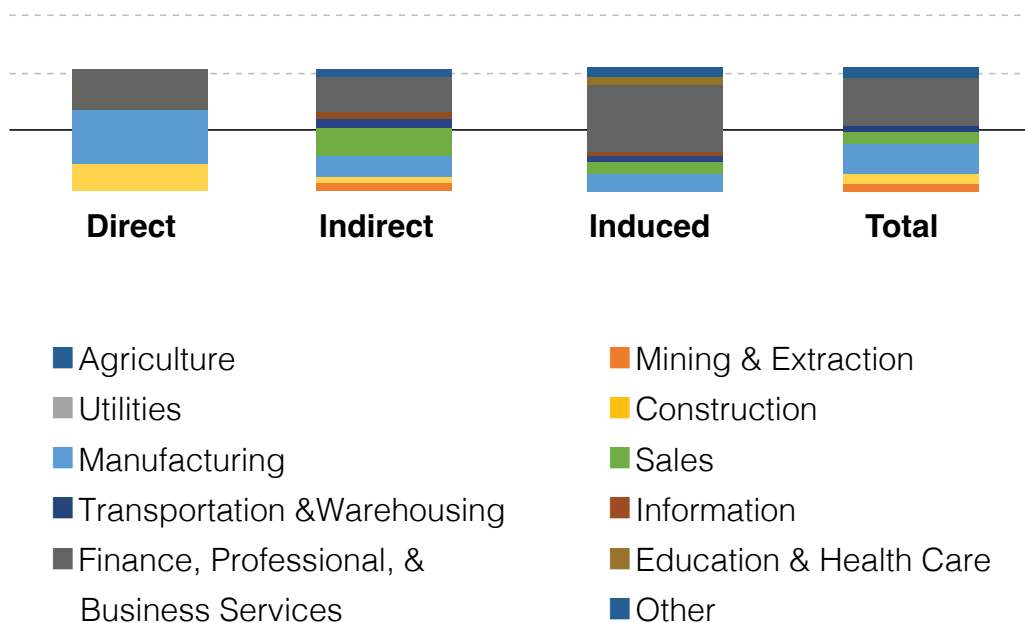 Direct
Indirect
Induced
Total
Agriculture
Utilities
Manufacturing
Transportation &Warehousing
Finance, Professional, &
Business Services
Mining & Extraction
Construction
Sales
Information
Education & Health Care
Other